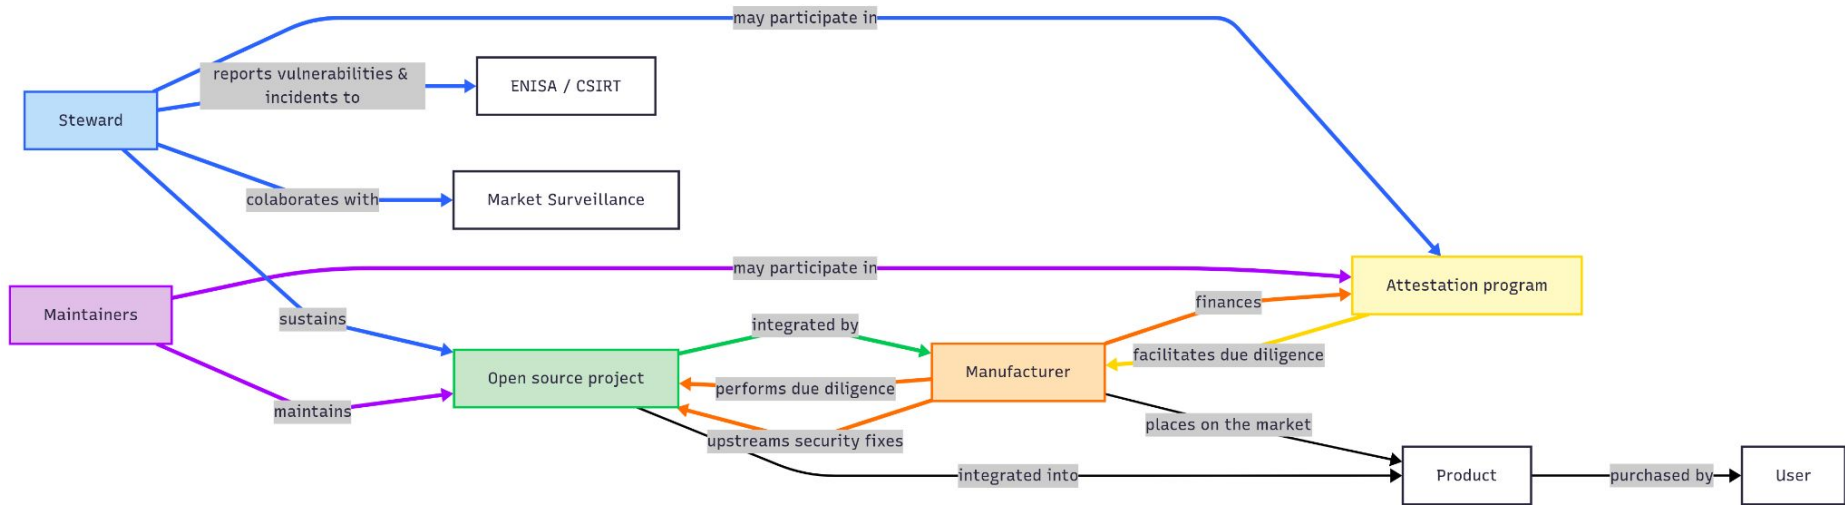 may participate in
reports vulnerabilities &
incidents to
ENISA / CSIRT
Steward
colaborates with
Market Surveillance
may participate in
Attestation program
Maintainers
finances
sustains
integrated by
facilitates due diligence
Open source project
performs due diligence
Manufacturer
maintains
upstreams security fixes
places on the market
integrated into
Product
purchased by
User